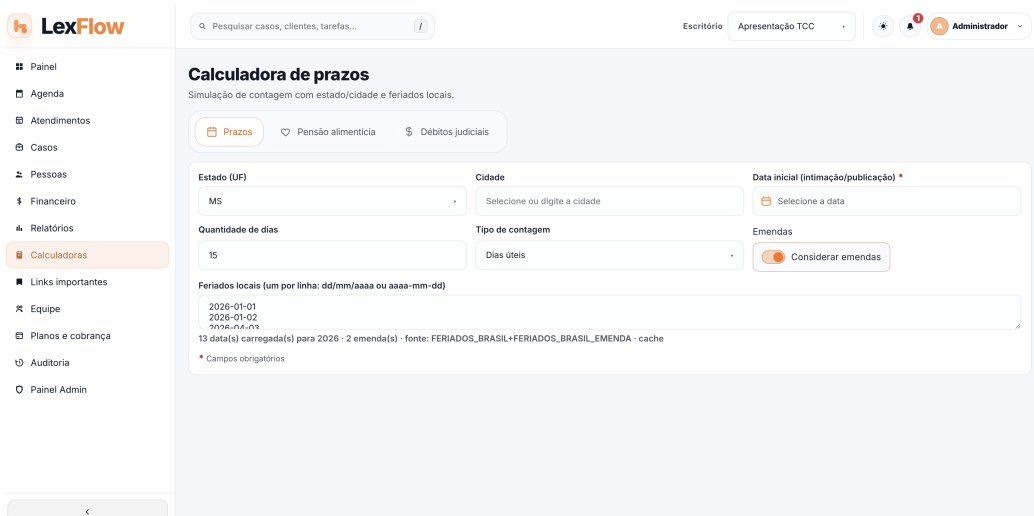 LexFlow
Pesquisar casos, clientes, tarefas... /
Escritório Apresentação TCC
1
A Administrador
Painel
Agenda
Atendimentos
Casos
Pessoas
Financeiro
Relatórios
Calculadoras
Links importantes
Equipe
Planos e cobrança
Auditoria
Painel Admin
Calculadora de prazos
Simulação de contagem com estado/cidade e feriados locais.
Prazos Pensão alimentícia Débitos judiciais
Estado (UF) Cidade Data inicial (intimação/publicação) *
MS Selecione ou digite a cidade Selecione a data
Quantidade de dias Tipo de contagem Emendas
15 Dias úteis Considerar emendas
Feriados locais (um por linha: dd/mm/aaaa ou aaaa-mm-dd)
2026-01-01
2026-01-02
2026-04-03
13 data(s) carregada(s) para 2026 · 2 emenda(s) · fonte: FERIADOS_BRASIL+FERIADOS_BRASIL_EMENDA · cache
* Campos obrigatórios